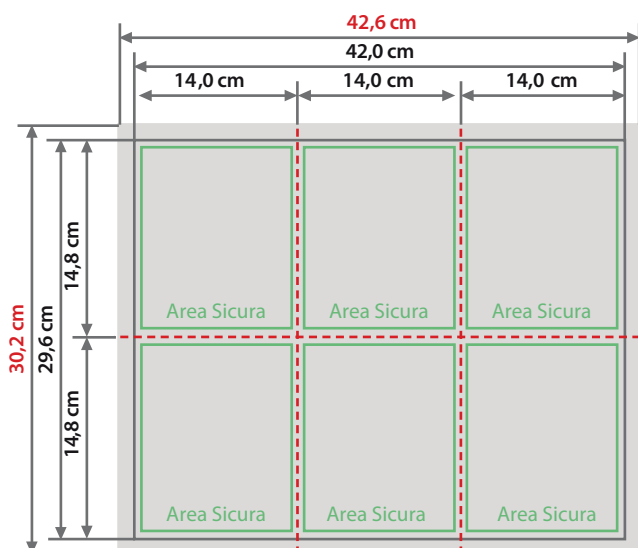 42,6 cm
42,0 cm
14,0 cm 14,0 cm 14,0 cm
30,2 cm
29,6 cm
14,8 cm
14,8 cm
Area Sicura Area Sicura Area Sicura
Area Sicura Area Sicura Area Sicura